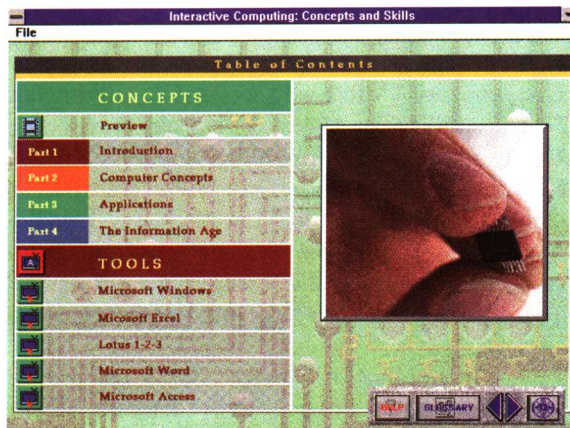 Interactive Computing: Concepts and Skills
File
Table of Contents
CONCEPTS
Preview
Part 1 Introduction
Part 2 Computer Concepts
Part 3 Applications
Part 4 The Information Age
TOOLS
Microsoft Windows
Micosoft Excel
Lotus 1-2-3
Microsoft Word
Microsoft Access
HELP GLOSSARY